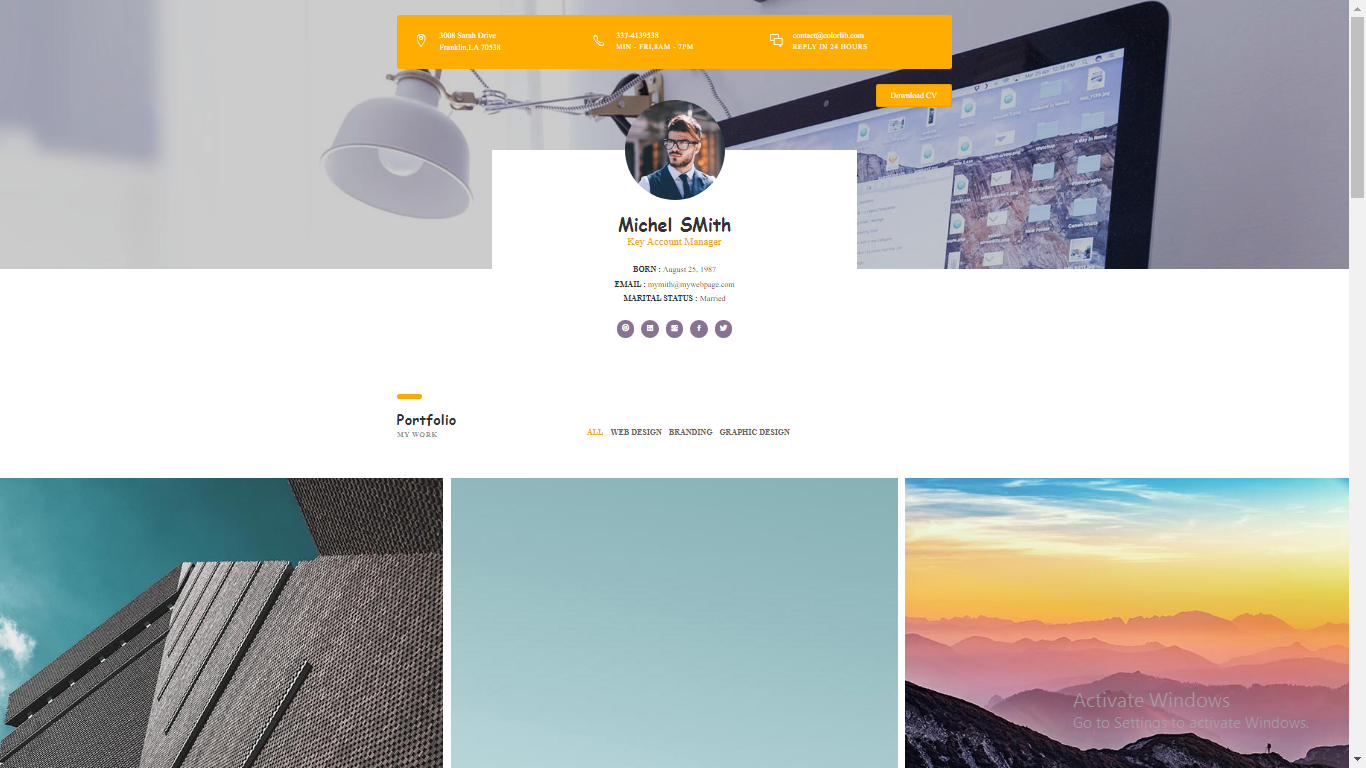 3008 Sarah Drive
Franklin,LA 70538
337-4139538
MIN - FRI,8AM - 7PM
contact@colorlib.com
REPLY IN 24 HOURS
Download CV
Michel SMith
Key Account Manager
BORN : August 25, 1987
EMAIL : mymith@mywebpage.com
MARITAL STATUS : Married
Portfolio
MY WORK
ALL WEB DESIGN BRANDING GRAPHIC DESIGN
Activate Windows
Go to Settings to activate Windows.